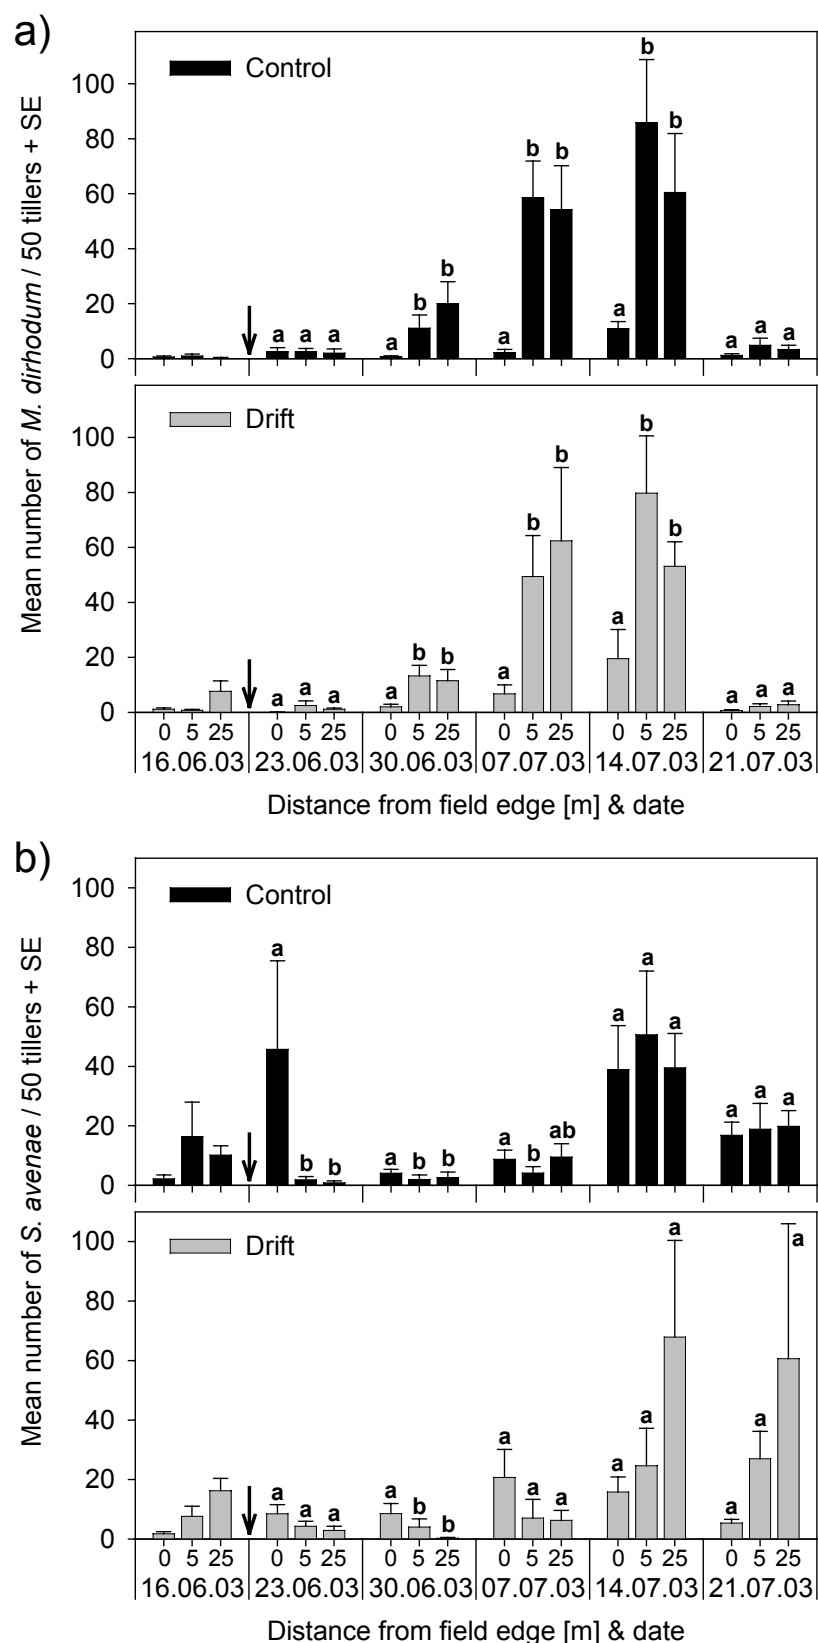 a)
Mean number of M. dirhodum / 50 tillers + SE
Control
100
80
60
40
20
0
a a a
a b b
a b b
a b b
a a a
Drift
100
80
60
40
20
0
a a a
a b b
a b b
a b b
a a a
0 5 25 0 5 25 0 5 25 0 5 25 0 5 25 0 5 25
16.06.03 23.06.03 30.06.03 07.07.03 14.07.03 21.07.03
Distance from field edge [m] & date
b)
Mean number of S. avenae / 50 tillers + SE
Control
100
80
60
40
20
0
a b b
a b b
a b ab
a a a
a a a
Drift
100
80
60
40
20
0
a a a
a b b
a a a
a a a
a a a
0 5 25 0 5 25 0 5 25 0 5 25 0 5 25 0 5 25
16.06.03 23.06.03 30.06.03 07.07.03 14.07.03 21.07.03
Distance from field edge [m] & date